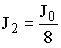 J₂ = J₀/8